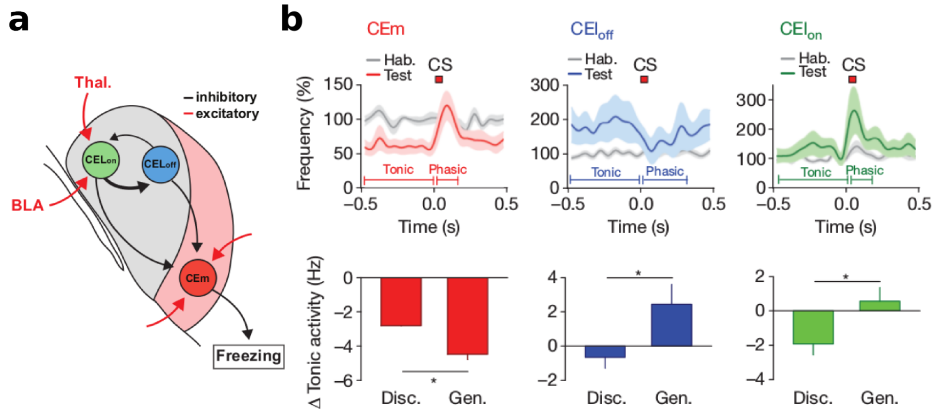 a
Thal.
inhibitory
excitatory
CELon
CELoff
BLA
CEm
Freezing
b
CEm
Hab.
Test
CS
Frequency (%)
150
100
50
0
Tonic
Phasic
−0.5
0.0
0.5
Time (s)
CEloff
Hab.
Test
CS
300
200
100
0
Tonic
Phasic
−0.5
0.0
0.5
Time (s)
CEIon
Hab.
Test
CS
300
200
100
0
Tonic
Phasic
−0.5
0.0
0.5
Time (s)
Δ Tonic activity (Hz)
0
−2
−4
−6
*
Disc.
Gen.
4
2
0
−2
*
Disc.
Gen.
2
0
−2
−4
*
Disc.
Gen.